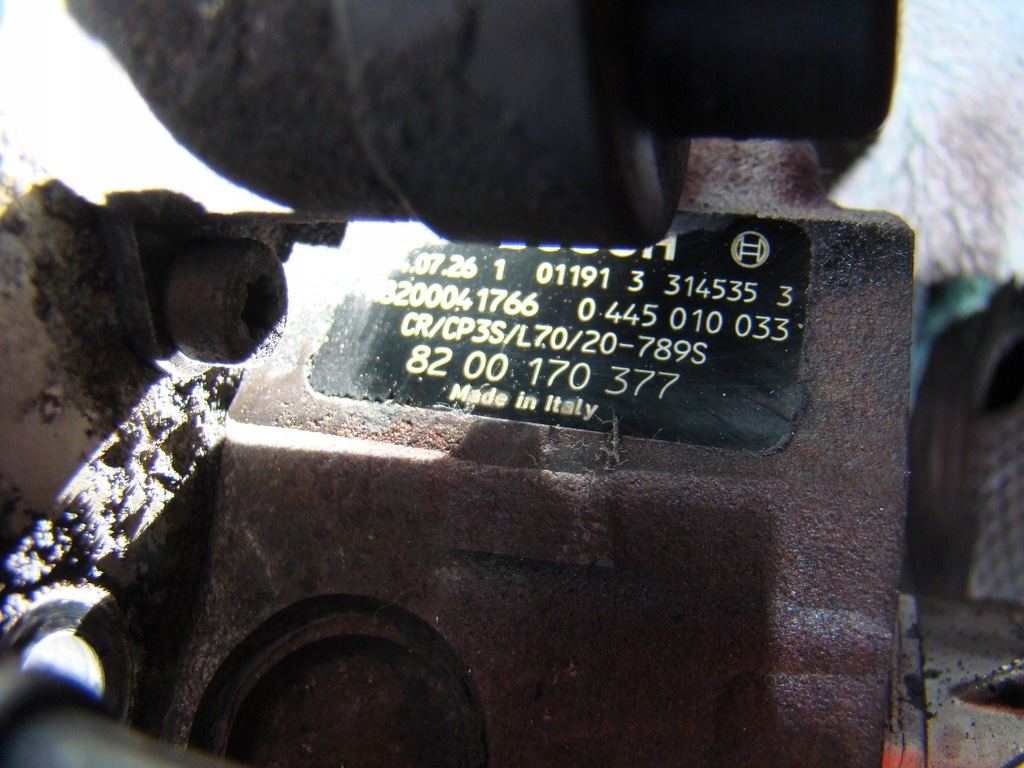 BOSCH
.07.26 1 01191 3 314535 3
8200041766 0 445 010 033
CR/CP3S/L70/20-789S
82 00 170 377
Made in Italy